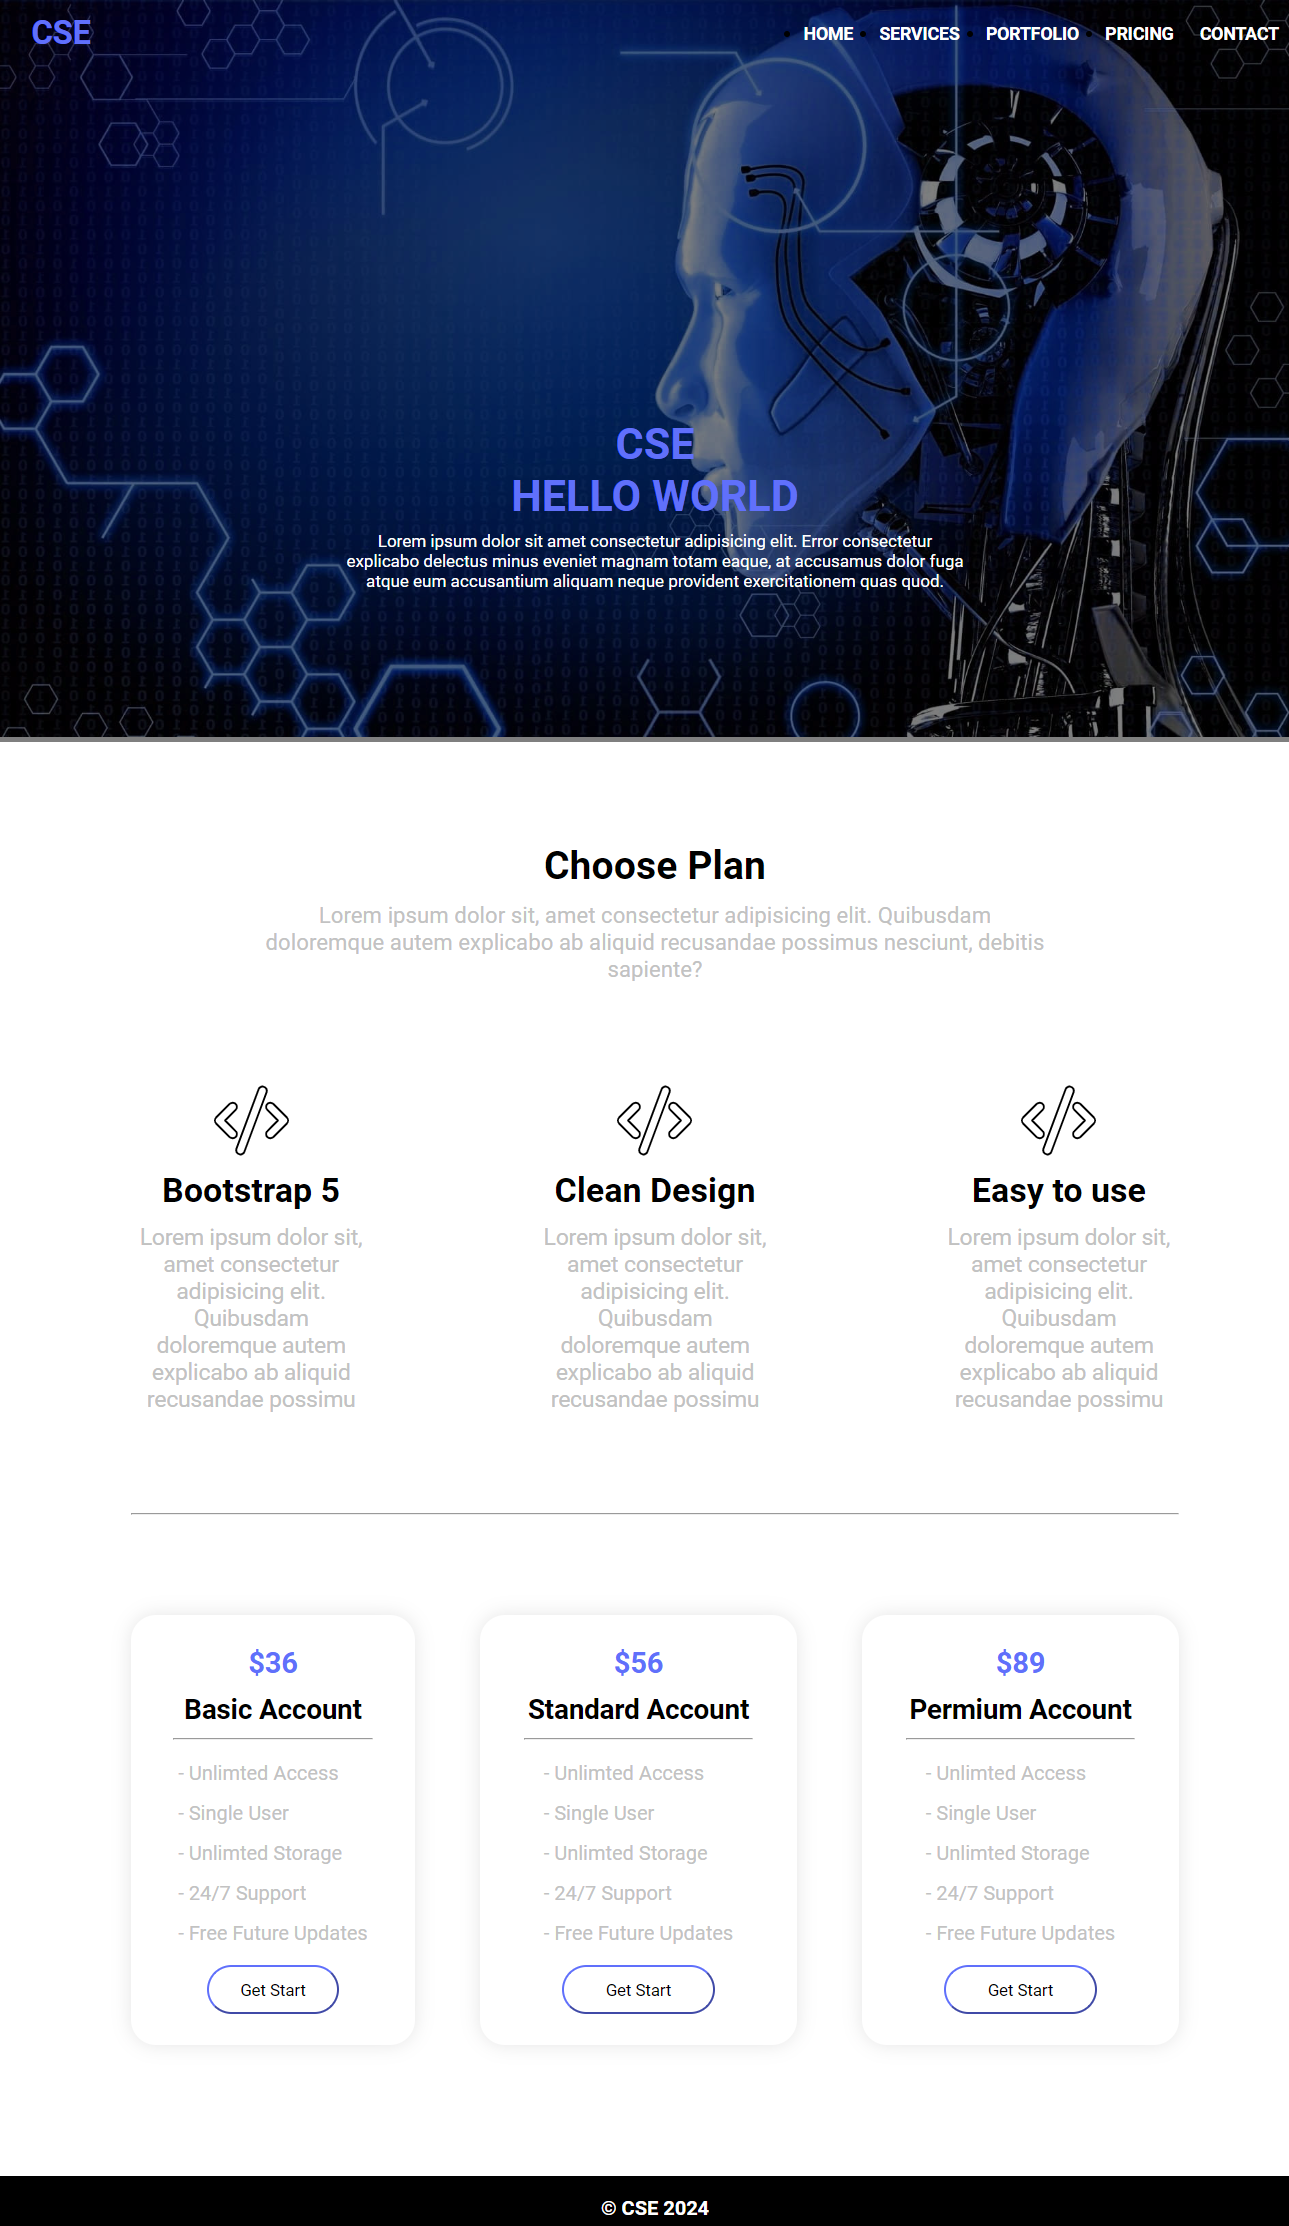 CSE
HOME
SERVICES
PORTFOLIO
PRICING
CONTACT
CSE
HELLO WORLD
Lorem ipsum dolor sit amet consectetur adipisicing elit. Error consectetur
explicabo delectus minus eveniet magnam totam eaque, at accusamus dolor fuga
atque eum accusantium aliquam neque provident exercitationem quas quod.
Choose Plan
Lorem ipsum dolor sit, amet consectetur adipisicing elit. Quibusdam
doloremque autem explicabo ab aliquid recusandae possimus nesciunt, debitis
sapiente?
Bootstrap 5
Lorem ipsum dolor sit,
amet consectetur
adipisicing elit.
Quibusdam
doloremque autem
explicabo ab aliquid
recusandae possimu
Clean Design
Lorem ipsum dolor sit,
amet consectetur
adipisicing elit.
Quibusdam
doloremque autem
explicabo ab aliquid
recusandae possimu
Easy to use
Lorem ipsum dolor sit,
amet consectetur
adipisicing elit.
Quibusdam
doloremque autem
explicabo ab aliquid
recusandae possimu
$36
Basic Account
- Unlimted Access
- Single User
- Unlimted Storage
- 24/7 Support
- Free Future Updates
Get Start
$56
Standard Account
- Unlimted Access
- Single User
- Unlimted Storage
- 24/7 Support
- Free Future Updates
Get Start
$89
Permium Account
- Unlimted Access
- Single User
- Unlimted Storage
- 24/7 Support
- Free Future Updates
Get Start
© CSE 2024